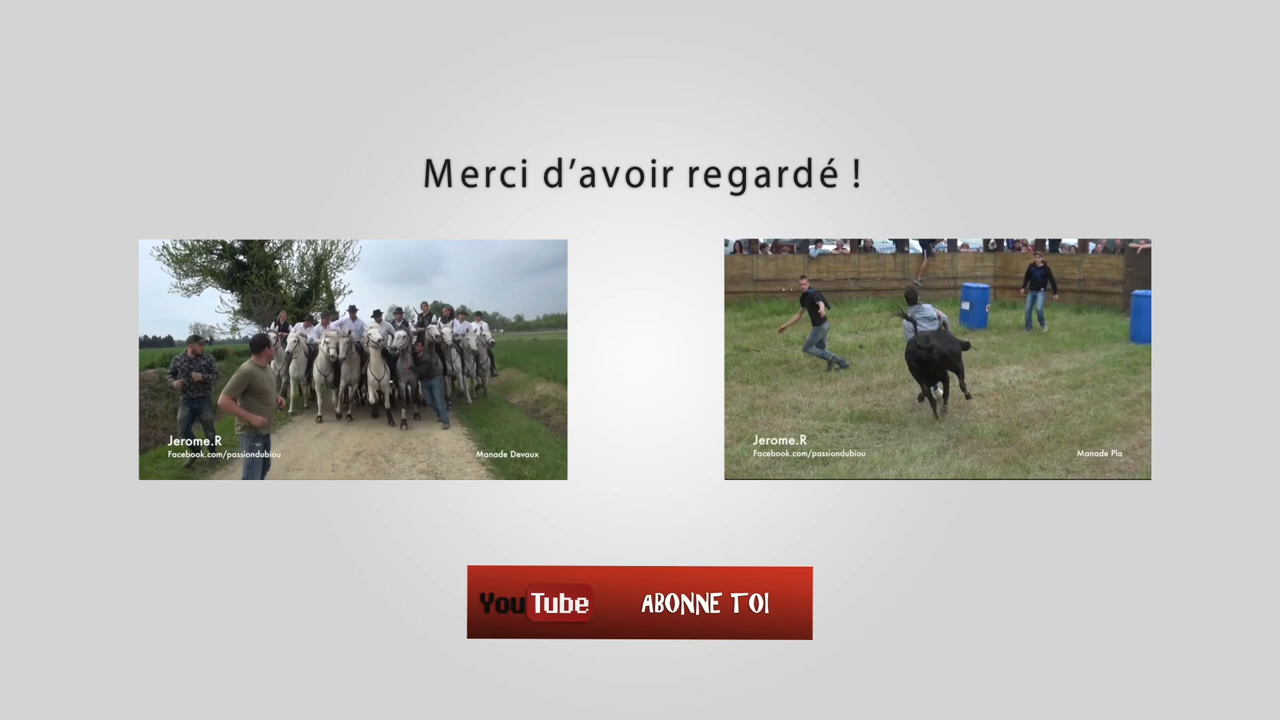 Merci d’avoir regardé !
Jerome.R
Facebook.com/passiondubiou
Manade Devaux
Jerome.R
Facebook.com/passiondubiou
Manade Pla
YouTube ABONNE TOI